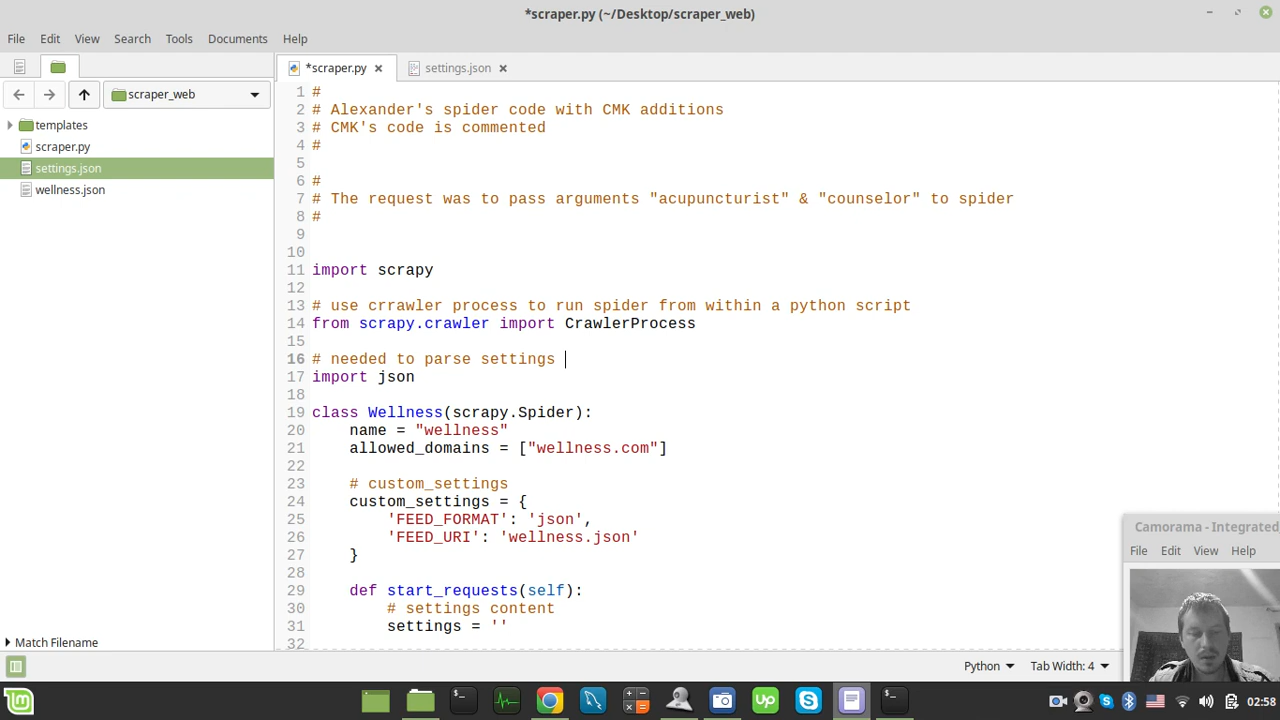 *scraper.py (~/Desktop/scraper_web)
File Edit View Search Tools Documents Help
*scraper.py settings.json
scraper_web
templates
scraper.py
settings.json
wellness.json
Match Filename
1 #
2 # Alexander's spider code with CMK additions
3 # CMK's code is commented
4 #
5
6 #
7 # The request was to pass arguments "acupuncturist" & "counselor" to spider
8 #
9
10
11 import scrapy
12
13 # use crrawler process to run spider from within a python script
14 from scrapy.crawler import CrawlerProcess
15
16 # needed to parse settings
17 import json
18
19 class Wellness(scrapy.Spider):
20 name = "wellness"
21 allowed_domains = ["wellness.com"]
22
23 # custom_settings
24 custom_settings = {
25 'FEED_FORMAT': 'json',
26 'FEED_URI': 'wellness.json'
27 }
28
29 def start_requests(self):
30 # settings content
31 settings = ''
32
Camorama - Integrated
File Edit View Help
Python Tab Width: 4
Up
02:58